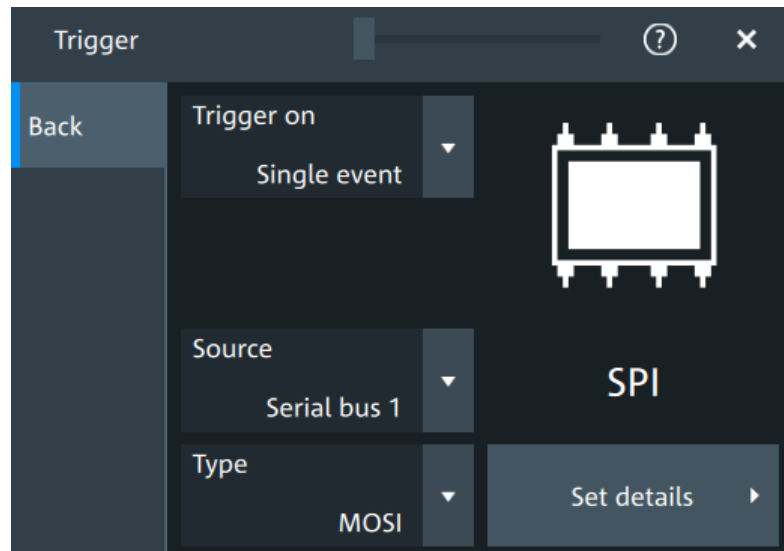 Trigger
?
×
Back
Trigger on
Single event
Source
Serial bus 1
SPI
Type
MOSI
Set details